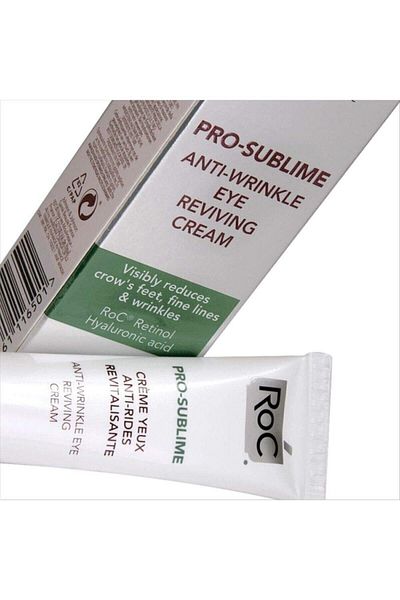 PRO-SUBLIME
ANTI-WRINKLE
EYE
REVIVING
CREAM
Visibly reduces
crow's feet, fine lines
& wrinkles
RoC® Retinol
Hyaluronic acid
PRO-SUBLIME
CRÈME YEUX
ANTI-RIDES
REVITALISANTE
ANTI-WRINKLE EYE
REVIVING
CREAM
RoC